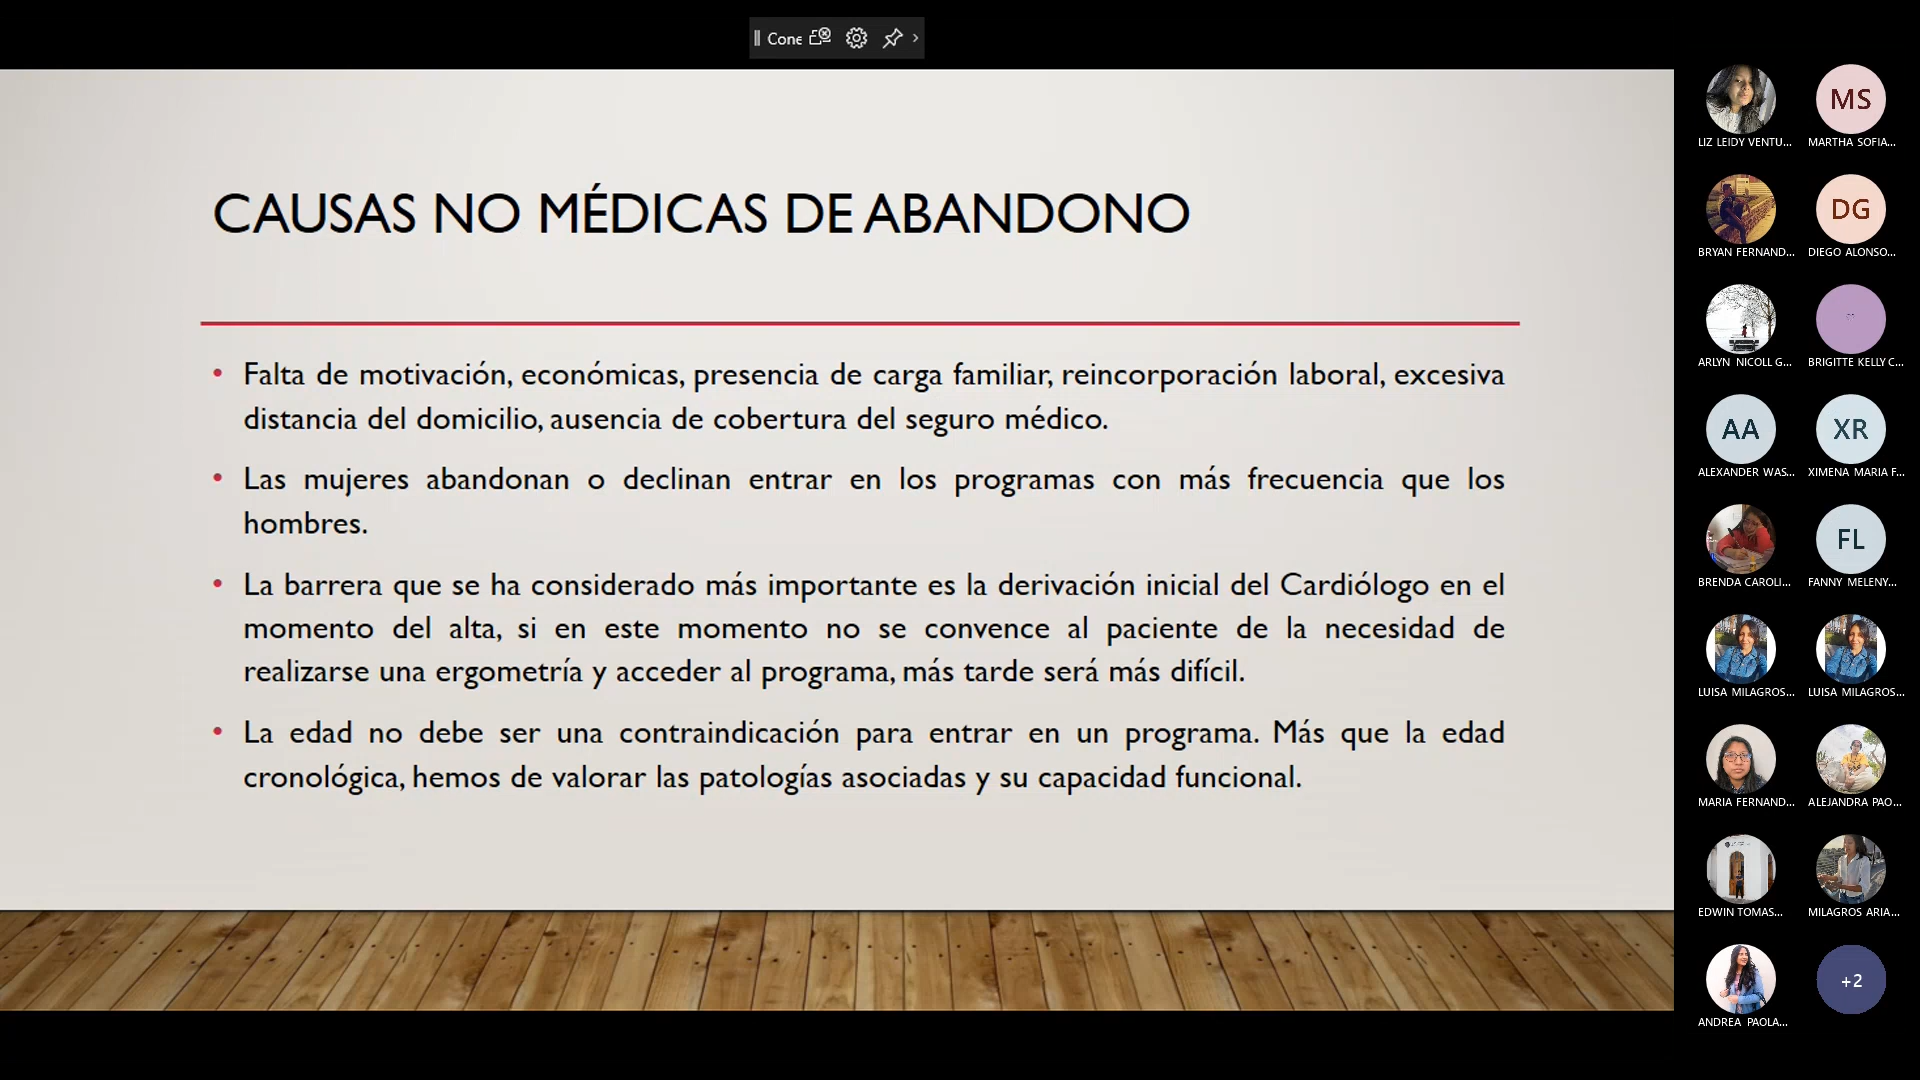 Cone
CAUSAS NO MÉDICAS DE ABANDONO
• Falta de motivación, económicas, presencia de carga familiar, reincorporación laboral, excesiva
distancia del domicilio, ausencia de cobertura del seguro médico.
• Las mujeres abandonan o declinan entrar en los programas con más frecuencia que los
hombres.
• La barrera que se ha considerado más importante es la derivación inicial del Cardiólogo en el
momento del alta, si en este momento no se convence al paciente de la necesidad de
realizarse una ergometría y acceder al programa, más tarde será más difícil.
• La edad no debe ser una contraindicación para entrar en un programa. Más que la edad
cronológica, hemos de valorar las patologías asociadas y su capacidad funcional.
MS
LIZ LEIDY VENTU...
MARTHA SOFIA...
DG
BRYAN FERNAND...
DIEGO ALONSO...
ARLYN NICOLL G...
BRIGITTE KELLY C...
AA
XR
ALEXANDER WAS...
XIMENA MARIA F...
FL
BRENDA CAROLI...
FANNY MELENY...
LUISA MILAGROS...
LUISA MILAGROS...
MARIA FERNAND...
ALEJANDRA PAO...
EDWIN TOMAS...
MILAGROS ARIA...
+2
ANDREA PAOLA...